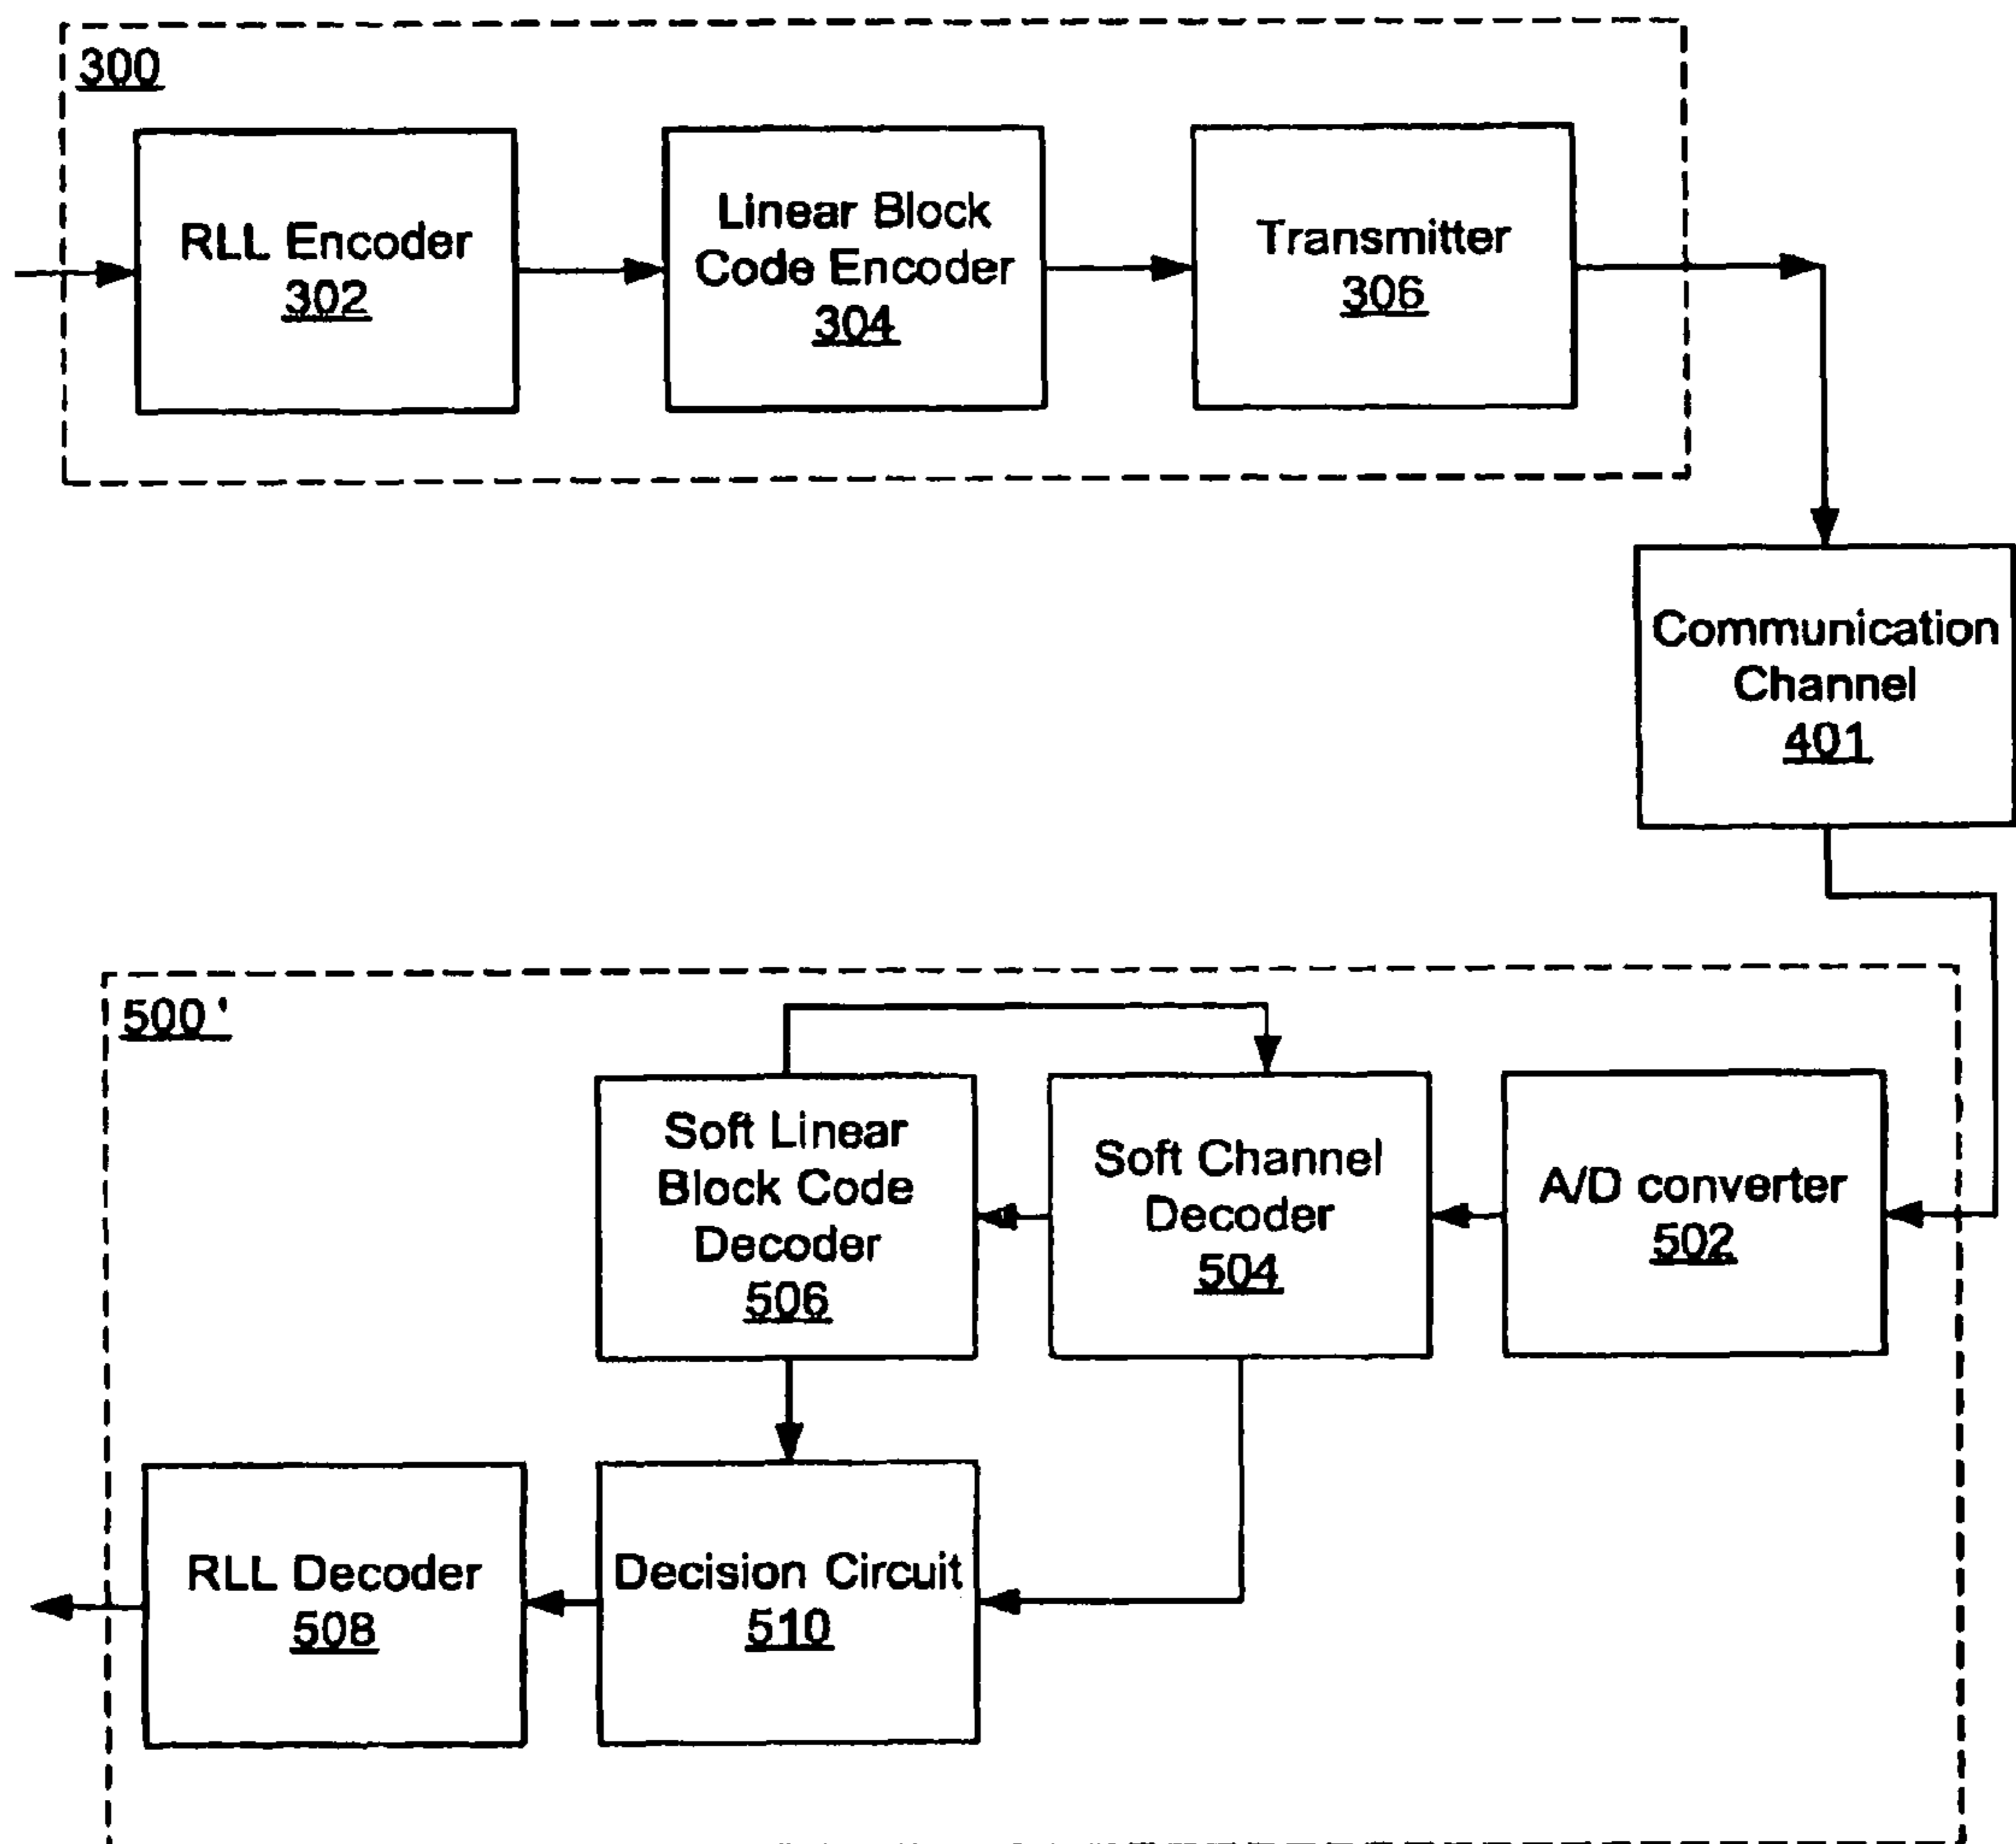 300
RLL Encoder
302
Linear Block
Code Encoder
304
Transmitter
306
Communication
Channel
401
500'
Soft Linear
Block Code
Decoder
506
Soft Channel
Decoder
504
A/D converter
502
RLL Decoder
508
Decision Circuit
510